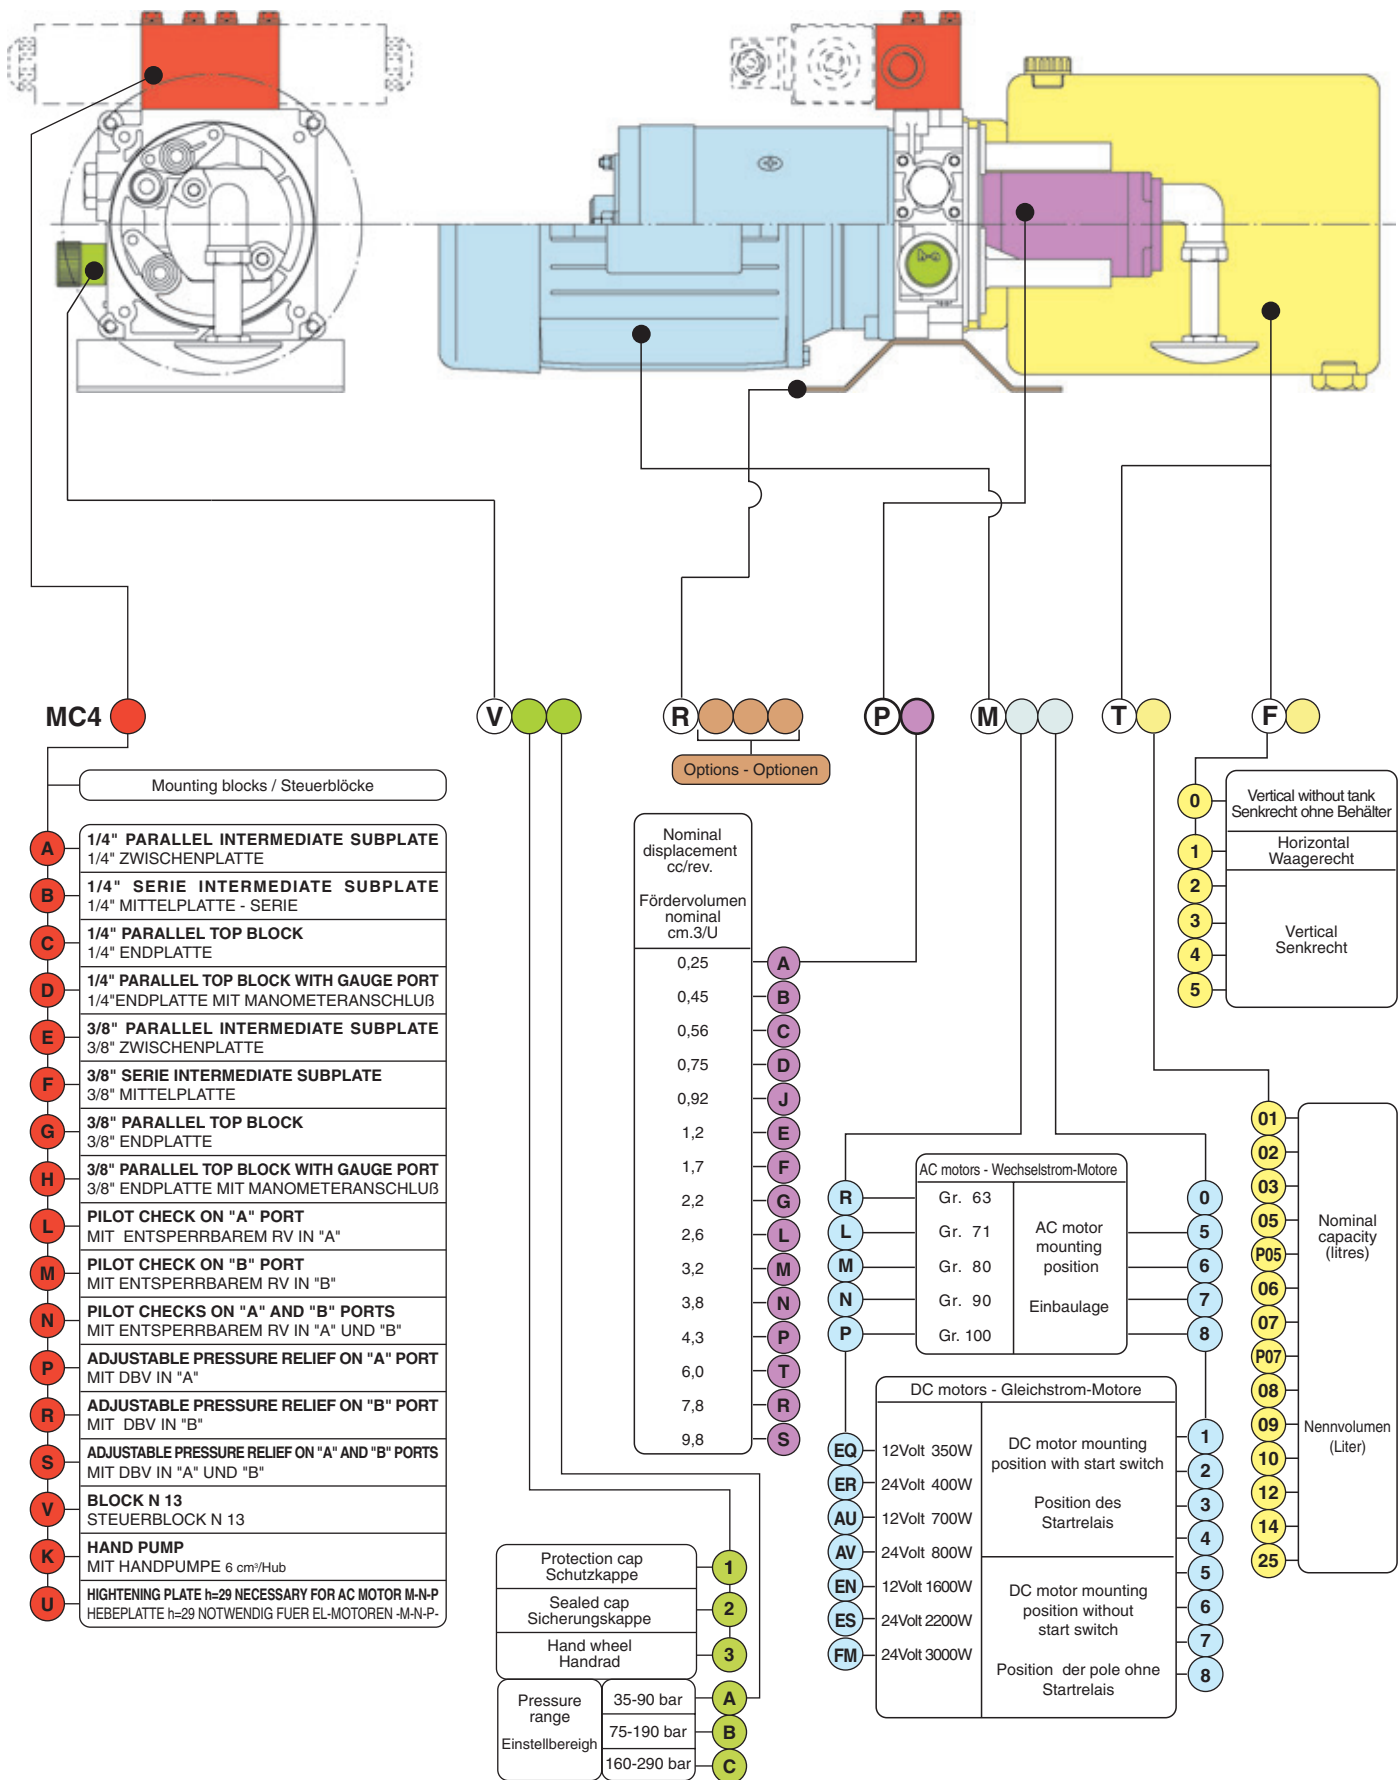 MC4
V
R
P
M
T
F
Options - Optionen
Mounting blocks / Steuerblöcke
A
1/4" PARALLEL INTERMEDIATE SUBPLATE
1/4" ZWISCHENPLATTE
B
1/4" SERIE INTERMEDIATE SUBPLATE
1/4" MITTELPLATTE - SERIE
C
1/4" PARALLEL TOP BLOCK
1/4" ENDPLATTE
D
1/4" PARALLEL TOP BLOCK WITH GAUGE PORT
1/4"ENDPLATTE MIT MANOMETERANSCHLUß
E
3/8" PARALLEL INTERMEDIATE SUBPLATE
3/8" ZWISCHENPLATTE
F
3/8" SERIE INTERMEDIATE SUBPLATE
3/8" MITTELPLATTE
G
3/8" PARALLEL TOP BLOCK
3/8" ENDPLATTE
H
3/8" PARALLEL TOP BLOCK WITH GAUGE PORT
3/8" ENDPLATTE MIT MANOMETERANSCHLUß
L
PILOT CHECK ON "A" PORT
MIT ENTSPERRBAREM RV IN "A"
M
PILOT CHECK ON "B" PORT
MIT ENTSPERRBAREM RV IN "B"
N
PILOT CHECKS ON "A" AND "B" PORTS
MIT ENTSPERRBAREM RV IN "A" UND "B"
P
ADJUSTABLE PRESSURE RELIEF ON "A" PORT
MIT DBV IN "A"
R
ADJUSTABLE PRESSURE RELIEF ON "B" PORT
MIT DBV IN "B"
S
ADJUSTABLE PRESSURE RELIEF ON "A" AND "B" PORTS
MIT DBV IN "A" UND "B"
V
BLOCK N 13
STEUERBLOCK N 13
K
HAND PUMP
MIT HANDPUMPE 6 cm³/Hub
U
HIGHTENING PLATE h=29 NECESSARY FOR AC MOTOR M-N-P
HEBEPLATTE h=29 NOTWENDIG FUER EL-MOTOREN -M-N-P-
Protection cap
Schutzkappe
1
Sealed cap
Sicherungskappe
2
Hand wheel
Handrad
3
Pressure
range
Einstellbereigh
35-90 bar
A
75-190 bar
B
160-290 bar
C
Nominal
displacement
cc/rev.
Fördervolumen
nominal
cm.3/U
0,25
A
0,45
B
0,56
C
0,75
D
0,92
J
1,2
E
1,7
F
2,2
G
2,6
L
3,2
M
3,8
N
4,3
P
6,0
T
7,8
R
9,8
S
AC motors - Wechselstrom-Motore
R
Gr. 63
L
Gr. 71
M
Gr. 80
N
Gr. 90
P
Gr. 100
AC motor
mounting
position
Einbaulage
0
5
6
7
8
DC motors - Gleichstrom-Motore
EQ
12Volt 350W
ER
24Volt 400W
AU
12Volt 700W
AV
24Volt 800W
EN
12Volt 1600W
ES
24Volt 2200W
FM
24Volt 3000W
DC motor mounting
position with start switch
Position des
Startrelais
1
2
3
4
DC motor mounting
position without
start switch
Position der pole ohne
Startrelais
5
6
7
8
0
Vertical without tank
Senkrecht ohne Behälter
1
Horizontal
Waagerecht
2
3
4
5
Vertical
Senkrecht
01
02
03
05
P05
06
07
P07
08
09
10
12
14
25
Nominal
capacity
(litres)
Nennvolumen
(Liter)